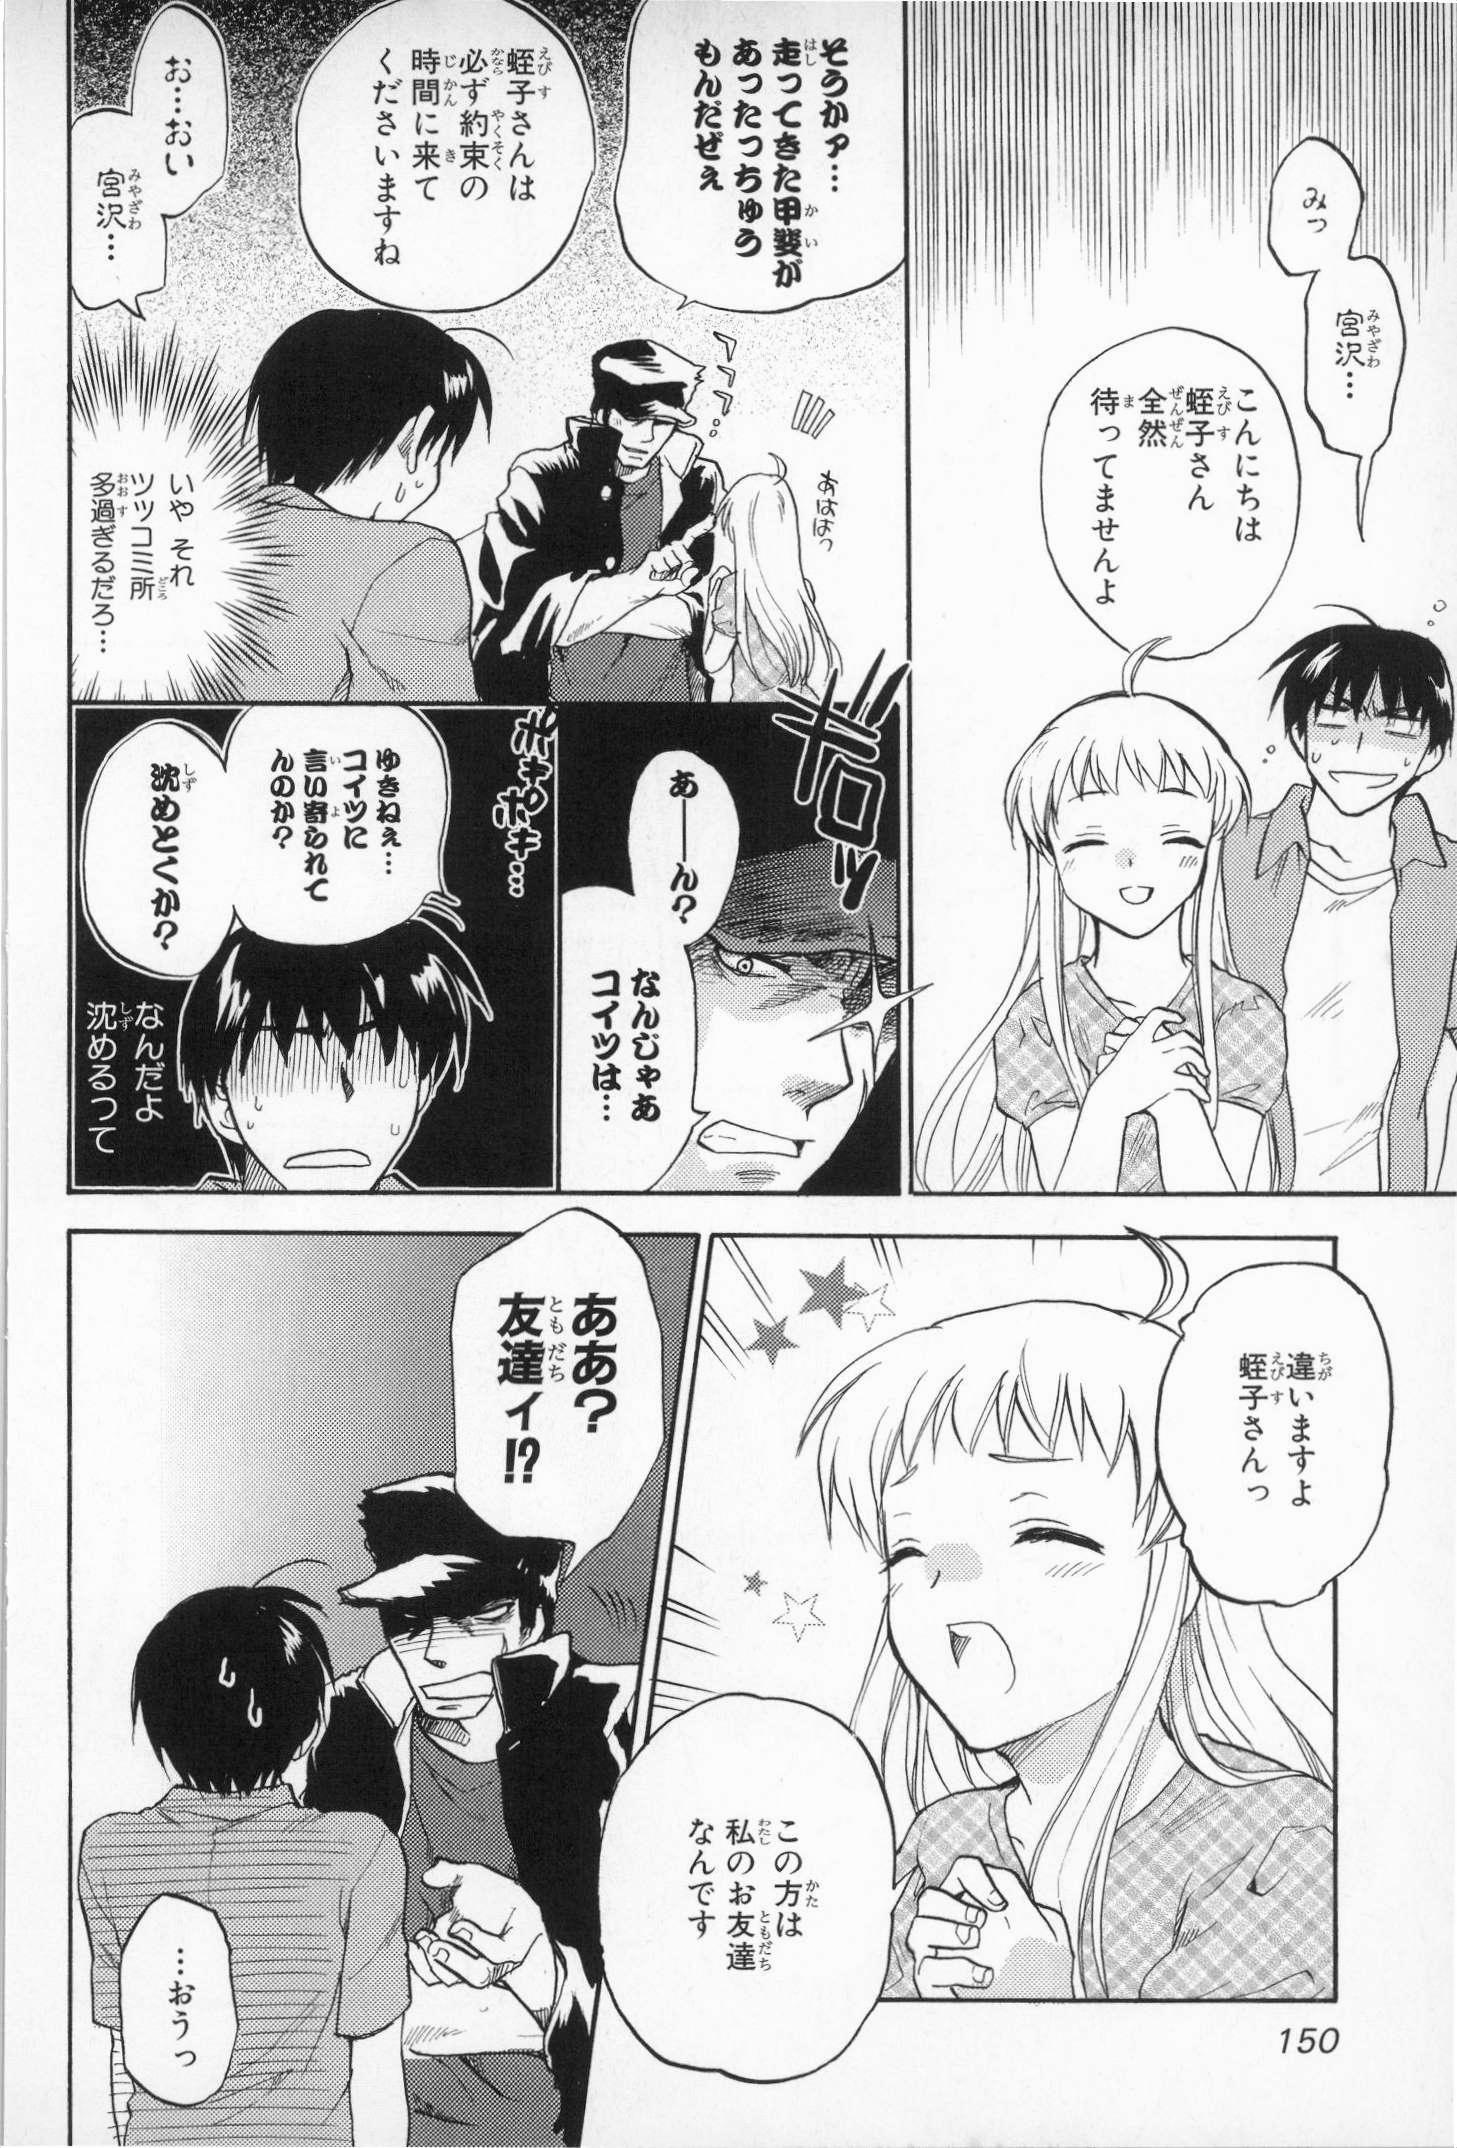 みっ
宮沢…
こんにちは
蛭子さん
全然
待ってませんよ
そうかァ…
走ってきた甲斐が
あったっちゅう
もんだぜぇ
蛭子さんは
必ず約束の
時間に来て
くださいますね
お…おい
宮沢…
あははっ
いや それ
ツッコミ所
多過ぎるだろ…
ギロッ
あーーん?
なんじゃあ
コイツは…
ポキポキ…
ゆきねぇ…
コイツに
言い寄られて
んのか?
沈めとくか?
なんだよ
沈めるって
違いますよ
蛭子さんっ
この方は
私のお友達
なんです
ああ?
友達ィ!?
…おうっ
150